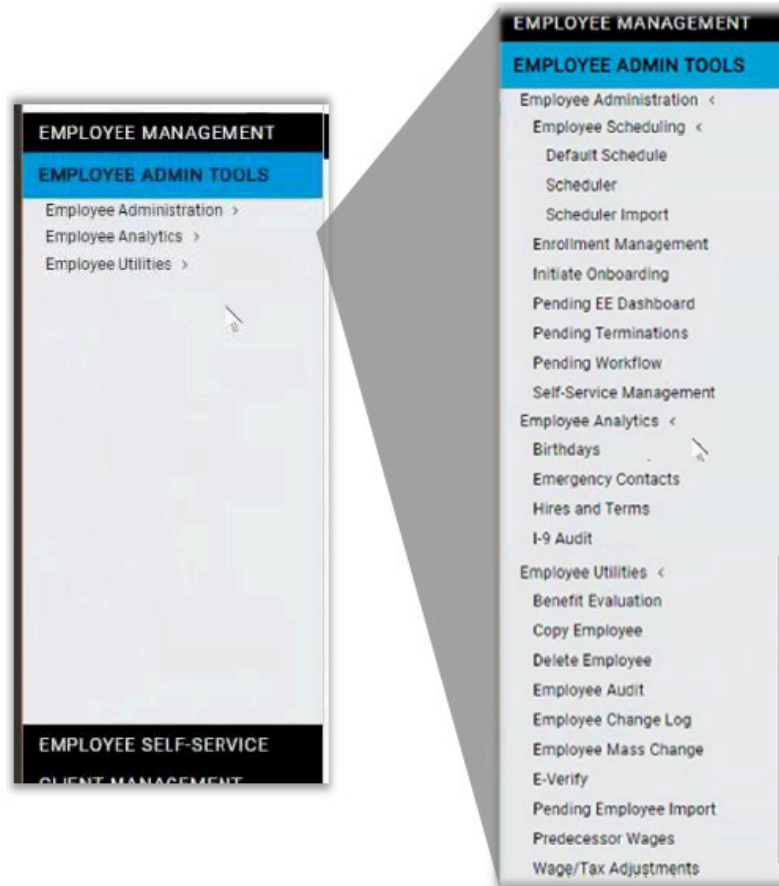 EMPLOYEE MANAGEMENT
EMPLOYEE ADMIN TOOLS
Employee Administration >
Employee Analytics >
Employee Utilities >
EMPLOYEE SELF-SERVICE
CLIENT MANAGEMENT
EMPLOYEE MANAGEMENT
EMPLOYEE ADMIN TOOLS
Employee Administration <
Employee Scheduling <
Default Schedule
Scheduler
Scheduler Import
Enrollment Management
Initiate Onboarding
Pending EE Dashboard
Pending Terminations
Pending Workflow
Self-Service Management
Employee Analytics <
Birthdays
Emergency Contacts
Hires and Terms
I-9 Audit
Employee Utilities <
Benefit Evaluation
Copy Employee
Delete Employee
Employee Audit
Employee Change Log
Employee Mass Change
E-Verify
Pending Employee Import
Predecessor Wages
Wage/Tax Adjustments